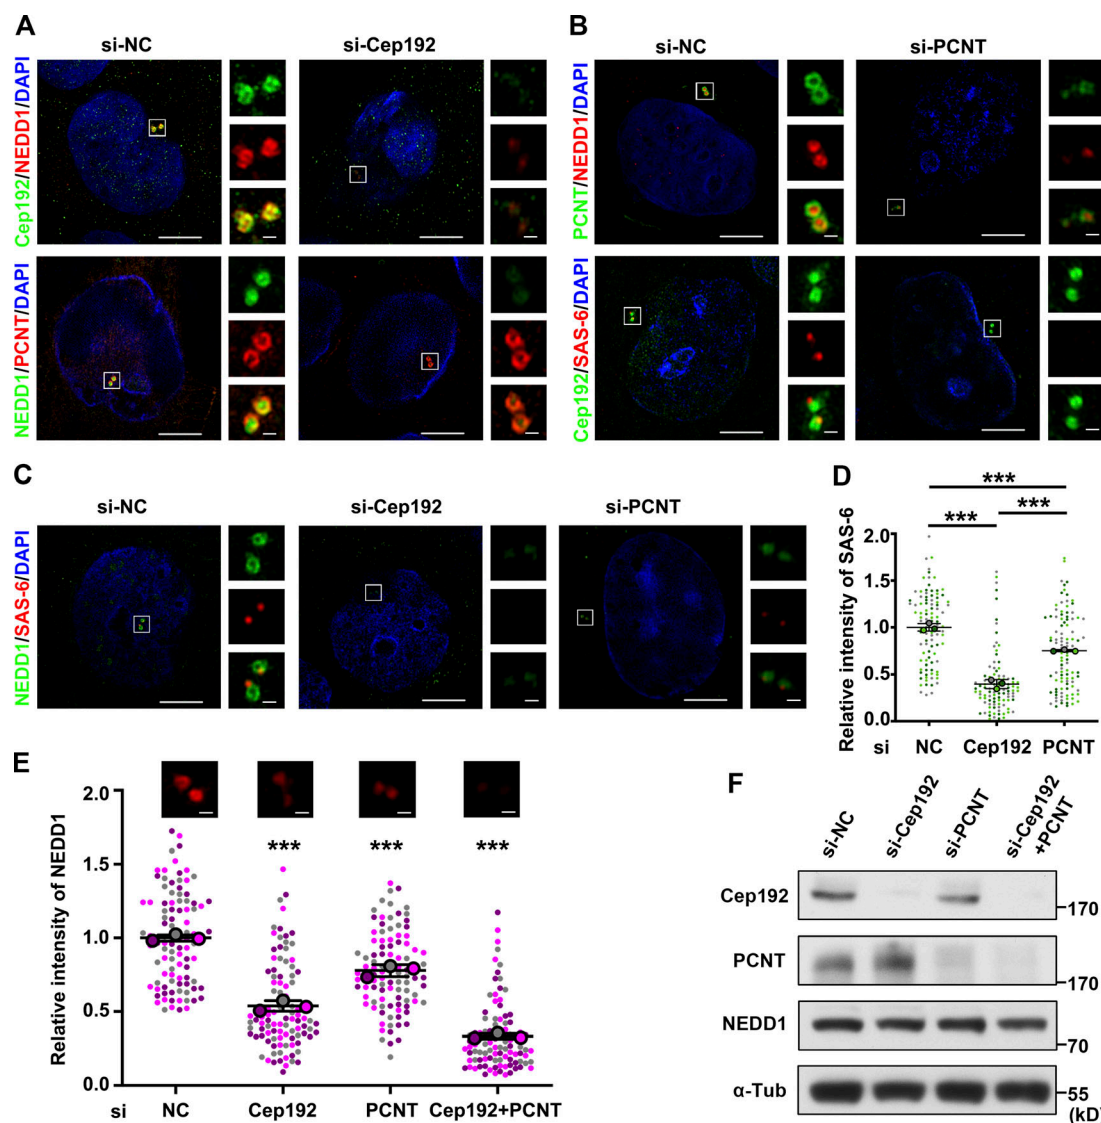 A
si-NC
si-Cep192
Cep192/NEDD1/DAPI
NEDD1/PCNT/DAPI
B
si-NC
si-PCNT
PCNT/NEDD1/DAPI
Cep192/SAS-6/DAPI
C
si-NC
si-Cep192
si-PCNT
NEDD1/SAS-6/DAPI
D
***
***
***
Relative intensity of SAS-6
2.0
1.5
1.0
0.5
0.0
si
NC
Cep192
PCNT
E
Relative intensity of NEDD1
2.0
1.5
1.0
0.5
0.0
***
***
***
si
NC
Cep192
PCNT
Cep192+PCNT
F
si-NC
si-Cep192
si-PCNT
si-Cep192
+PCNT
Cep192
170
PCNT
170
NEDD1
70
α-Tub
55
(kD)